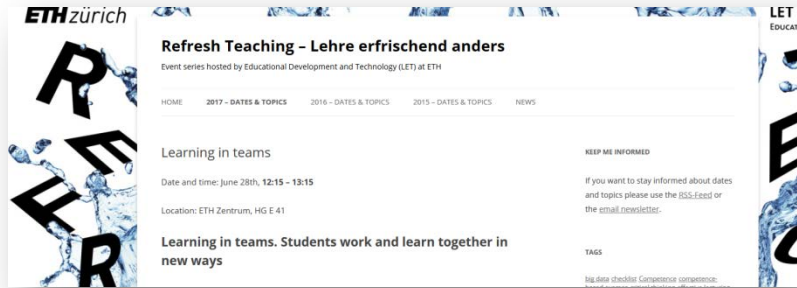 ETH zürich
LET
EDUCAT
Refresh Teaching – Lehre erfrischend anders
Event series hosted by Educational Development and Technology (LET) at ETH
HOME 2017 – DATES & TOPICS 2016 – DATES & TOPICS 2015 – DATES & TOPICS NEWS
Learning in teams
Date and time: June 28th, 12:15 – 13:15
Location: ETH Zentrum, HG E 41
Learning in teams. Students work and learn together in
new ways
KEEP ME INFORMED
If you want to stay informed about dates
and topics please use the RSS-Feed or
the email newsletter.
TAGS
big data checklist Competence competence-
R
E
F
R